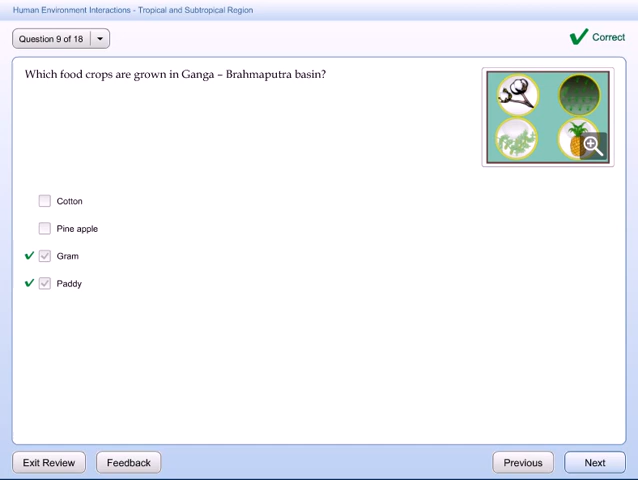 Human Environment Interactions - Tropical and Subtropical Region
Question 9 of 18
Correct
Which food crops are grown in Ganga – Brahmaputra basin?
Cotton
Pine apple
Gram
Paddy
Exit Review
Feedback
Previous
Next